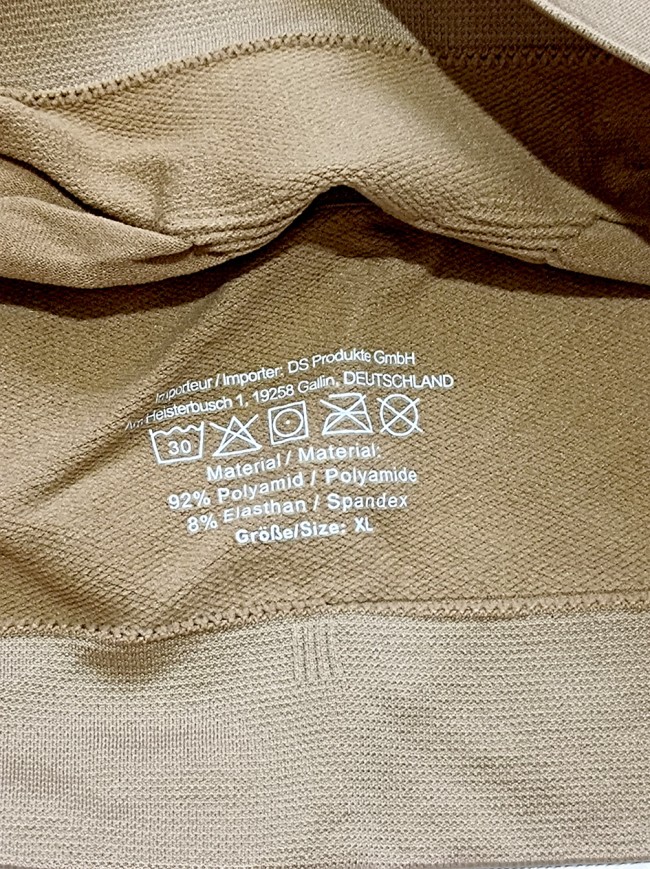 Importeur / Importer: DS Produkte GmbH
Am Heisterbusch 1, 19258 Gallin, DEUTSCHLAND
30
Material / Material:
92% Polyamid / Polyamide
8% Elasthan / Spandex
Größe/Size: XL